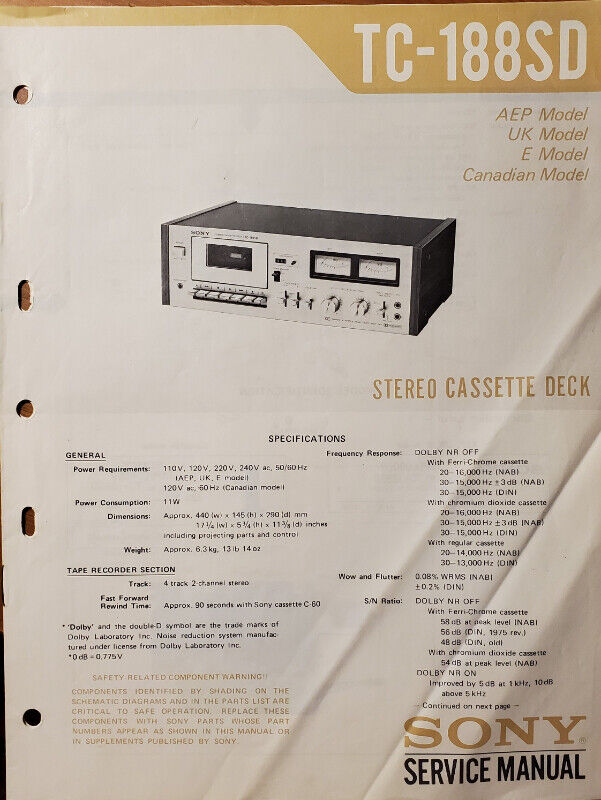 TC-188SD
AEP Model
UK Model
E Model
Canadian Model
SONY
STEREO CASSETTE DECK
SPECIFICATIONS
GENERAL
Power Requirements: 110V, 120V, 220V, 240V ac, 50/60Hz
(AEP, UK, E model)
120V ac, 60Hz (Canadian model)
Power Consumption: 11W
Dimensions: Approx. 440 (w) x 145 (h) x 290 (d) mm
17 1/4 (w) x 5 3/4 (h) x 11 3/8 (d) inches
including projecting parts and control
Weight: Approx. 6.3 kg, 13 lb 14 oz
TAPE RECORDER SECTION
Track: 4 track 2-channel stereo
Fast Forward
Rewind Time: Approx. 90 seconds with Sony cassette C-60
* 'Dolby' and the double-D symbol are the trade marks of
Dolby Laboratory Inc. Noise reduction system manufac-
tured under license from Dolby Laboratory Inc.
*0 dB = 0.775V
SAFETY-RELATED COMPONENT WARNING!!
COMPONENTS IDENTIFIED BY SHADING ON THE
SCHEMATIC DIAGRAMS AND IN THE PARTS LIST ARE
CRITICAL TO SAFE OPERATION. REPLACE THESE
COMPONENTS WITH SONY PARTS WHOSE PART
NUMBERS APPEAR AS SHOWN IN THIS MANUAL OR
IN SUPPLEMENTS PUBLISHED BY SONY.
Frequency Response: DOLBY NR OFF
With Ferri-Chrome cassette
20–16,000 Hz (NAB)
30–15,000 Hz ±3 dB (NAB)
30–15,000 Hz (DIN)
With chromium dioxide cassette
20–16,000 Hz (NAB)
30–15,000 Hz ±3 dB (NAB)
30–15,000 Hz (DIN)
With regular cassette
20–14,000 Hz (NAB)
30–13,000 Hz (DIN)
Wow and Flutter: 0.08% WRMS (NAB)
±0.2% (DIN)
S/N Ratio: DOLBY NR OFF
With Ferri-Chrome cassette
58 dB at peak level (NAB)
56 dB (DIN, 1975 rev.)
48 dB (DIN, old)
With chromium dioxide cassette
54 dB at peak level (NAB)
DOLBY NR ON
Improved by 5 dB at 1 kHz, 10 dB
above 5 kHz
– Continued on next page –
SONY®
SERVICE MANUAL